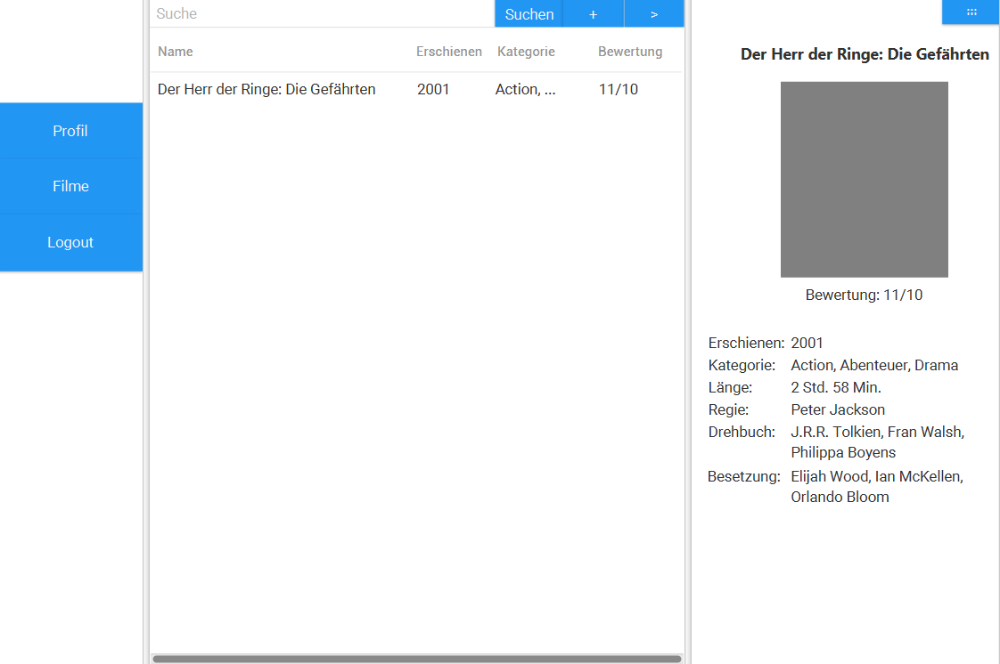 Suche
Suchen
+
>
Profil
Filme
Logout
Name Erschienen Kategorie Bewertung
Der Herr der Ringe: Die Gefährten 2001 Action, ... 11/10
Der Herr der Ringe: Die Gefährten
Bewertung: 11/10
Erschienen: 2001
Kategorie: Action, Abenteuer, Drama
Länge: 2 Std. 58 Min.
Regie: Peter Jackson
Drehbuch: J.R.R. Tolkien, Fran Walsh,
Philippa Boyens
Besetzung: Elijah Wood, Ian McKellen,
Orlando Bloom